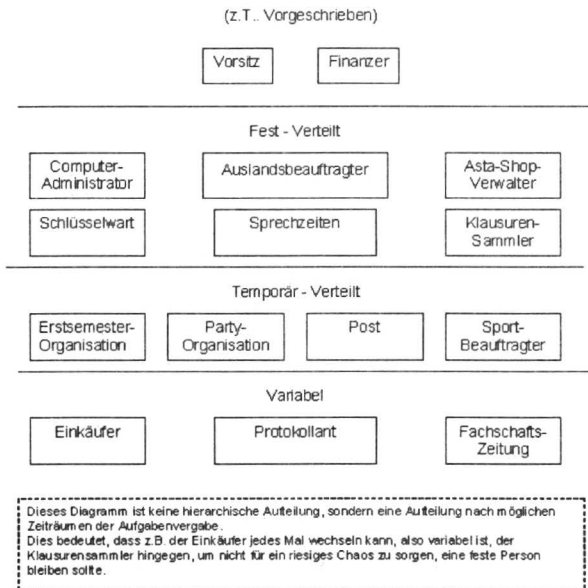 (z.T.. Vorgeschrieben)
Vorsitz Finanzer
Fest - Verteilt
Computer-Administrator Auslandsbeauftragter Asta-Shop-Verwalter
Schlüsselwart Sprechzeiten Klausuren-Sammler
Temporär - Verteilt
Erstsemester-Organisation Party-Organisation Post Sport-Beauftragter
Variabel
Einkäufer Protokollant Fachschafts-Zeitung
Dieses Diagramm ist keine hierarchische Aufteilung, sondern eine Aufteilung nach möglichen
Zeiträumen der Aufgabenvergabe.
Dies bedeutet, dass z.B. der Einkäufer jedes Mal wechseln kann, also variabel ist, der
Klausurensammler hingegen, um nicht für ein riesiges Chaos zu sorgen, eine feste Person
bleiben sollte.